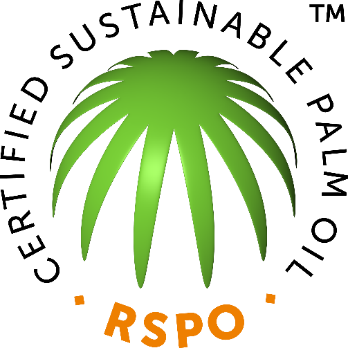 CERTIFIED SUSTAINABLE PALM OIL
TM
RSPO